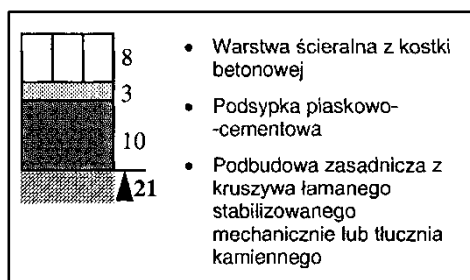 8
3
10
21
• Warstwa ścieralna z kostki
betonowej
• Podsypka piaskowo-
-cementowa
• Podbudowa zasadnicza z
kruszywa łamanego
stabilizowanego
mechanicznie lub tłucznia
kamiennego